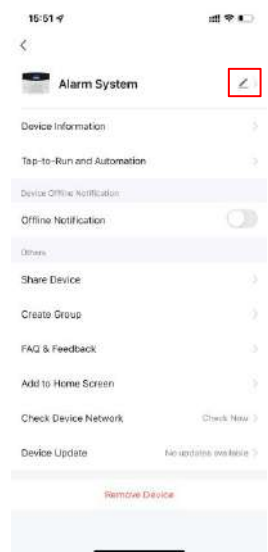 15:51
Alarm System
Device Information
Tap-to-Run and Automation
Device Offline Notification
Offline Notification
Others
Share Device
Create Group
FAQ & Feedback
Add to Home Screen
Check Device Network Check Now
Device Update No updates available
Remove Device